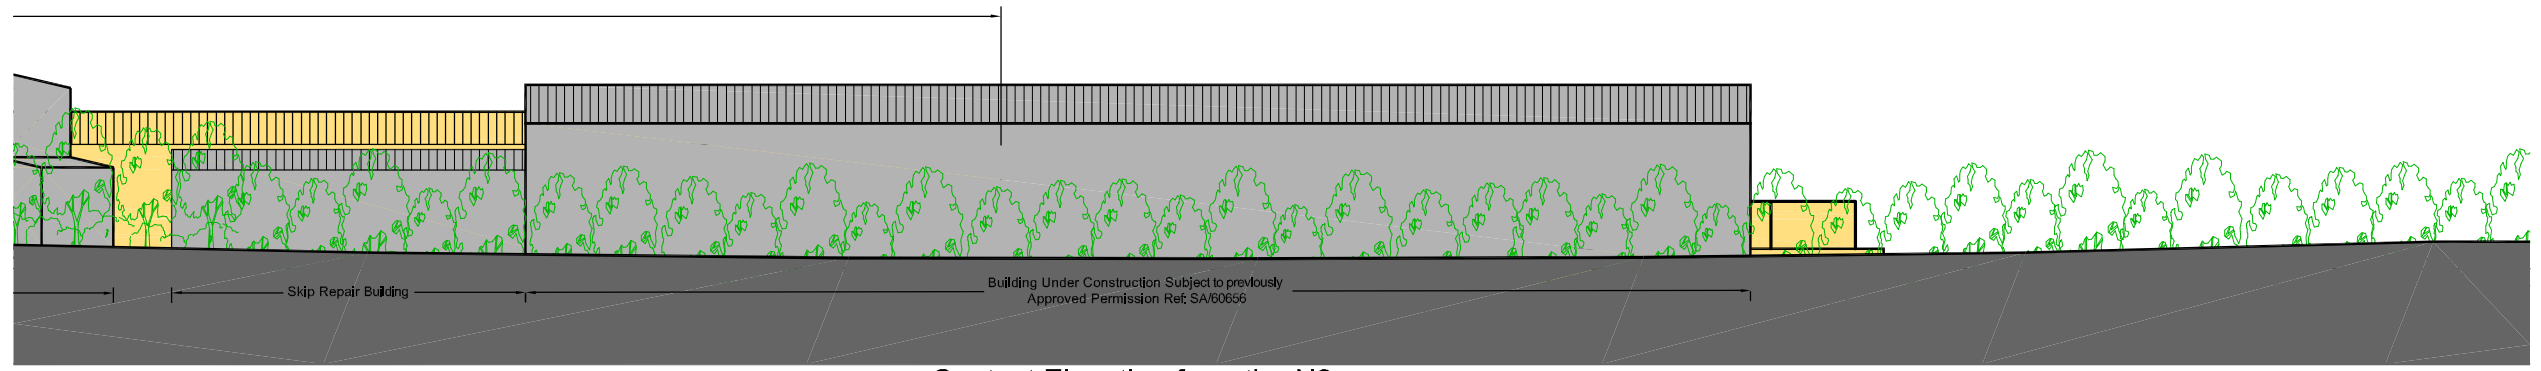 Skip Repair Building
Building Under Construction Subject to previously
Approved Permission Ref: SA/60656